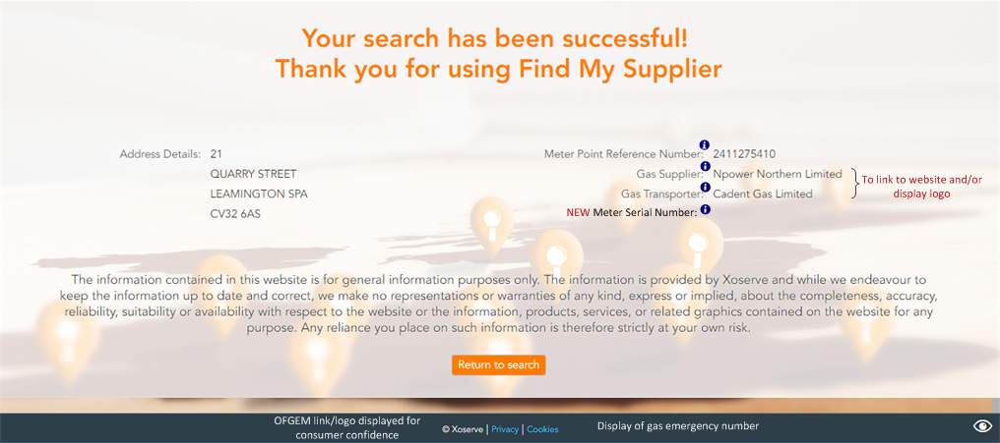 Your search has been successful!
Thank you for using Find My Supplier
Address Details: 21
QUARRY STREET
LEAMINGTON SPA
CV32 6AS
Meter Point Reference Number: 2411275410
Gas Supplier: Npower Northern Limited
Gas Transporter: Cadent Gas Limited
NEW Meter Serial Number:
To link to website and/or
display logo
The information contained in this website is for general information purposes only. The information is provided by Xoserve and while we endeavour to
keep the information up to date and correct, we make no representations or warranties of any kind, express or implied, about the completeness, accuracy,
reliability, suitability or availability with respect to the website or the information, products, services, or related graphics contained on the website for any
purpose. Any reliance you place on such information is therefore strictly at your own risk.
Return to search
OFGEM link/logo displayed for
consumer confidence
© Xoserve | Privacy | Cookies
Display of gas emergency number